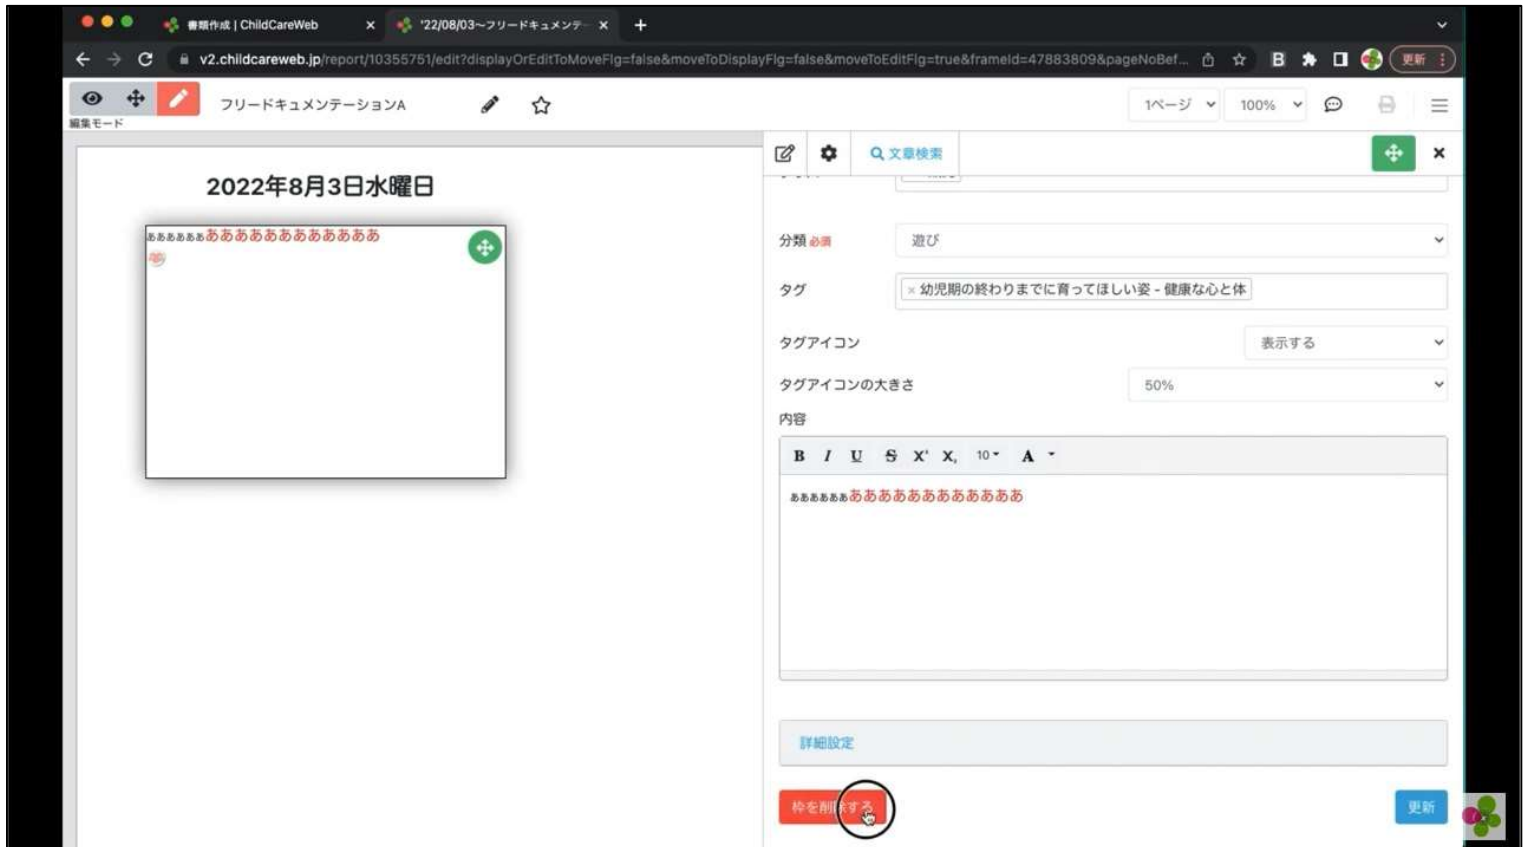 書類作成 | ChildCareWeb
'22/08/03〜フリードキュメンテ
v2.childcareweb.jp/report/10355751/edit?displayOrEditToMoveFlg=false&moveToDisplayFlg=false&moveToEditFlg=true&frameId=47883809&pageNoBef...
更新
編集モード
フリードキュメンテーションA
1ページ
100%
文章検索
2022年8月3日水曜日
ああああああああああああああああああ
分類 必須
遊び
タグ
× 幼児期の終わりまでに育ってほしい姿 - 健康な心と体
タグアイコン
表示する
タグアイコンの大きさ
50%
内容
B I U S X X 10 A
ああああああああああああああああああ
詳細設定
枠を削除する
更新